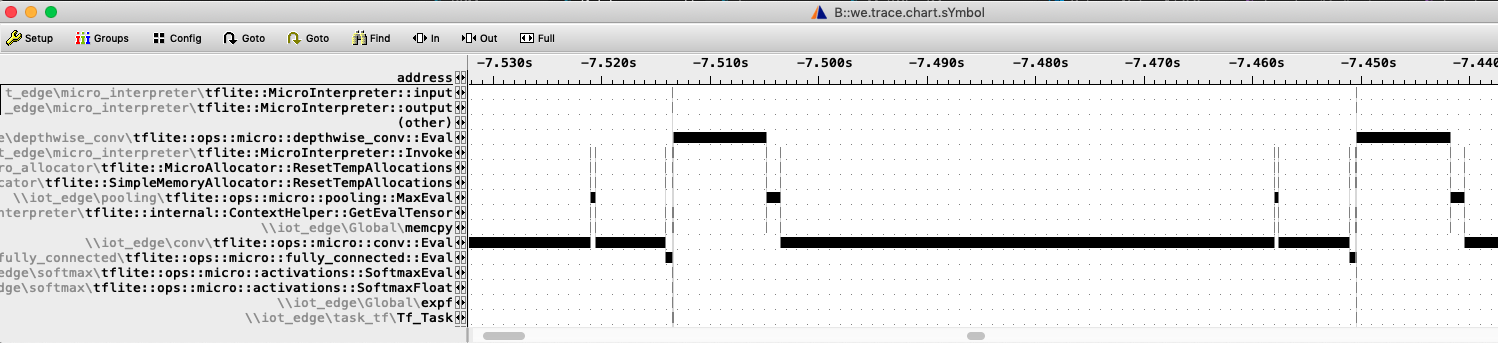 B::we.trace.chart.sYmbol
Setup Groups Config Goto Goto Find In Out Full
-7.530s -7.520s -7.510s -7.500s -7.490s -7.480s -7.470s -7.460s -7.450s -7.440
address
t_edge\micro_interpreter\tflite::MicroInterpreter::input
_edge\micro_interpreter\tflite::MicroInterpreter::output
(other)
e\depthwise_conv\tflite::ops::micro::depthwise_conv::Eval
t_edge\micro_interpreter\tflite::MicroInterpreter::Invoke
ro_allocator\tflite::MicroAllocator::ResetTempAllocations
cator\tflite::SimpleMemoryAllocator::ResetTempAllocations
\\iot_edge\pooling\tflite::ops::micro::pooling::MaxEval
nterpreter\tflite::internal::ContextHelper::GetEvalTensor
\\iot_edge\Global\memcpy
\\iot_edge\conv\tflite::ops::micro::conv::Eval
fully_connected\tflite::ops::micro::fully_connected::Eval
edge\softmax\tflite::ops::micro::activations::SoftmaxEval
dge\softmax\tflite::ops::micro::activations::SoftmaxFloat
\\iot_edge\Global\expf
\\iot_edge\task_tf\Tf_Task